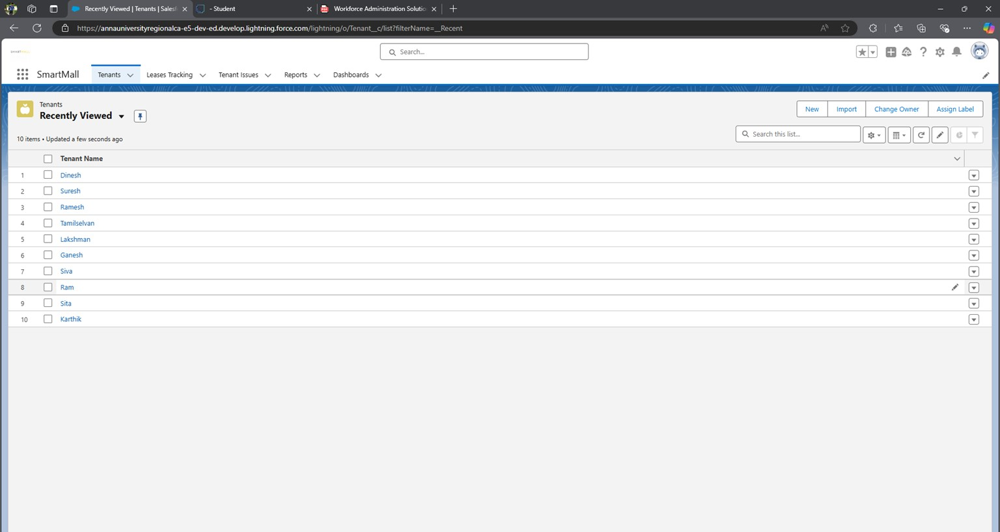 Recently Viewed | Tenants | Salesf
- Student
Workforce Administration Solutio
https://annauniversityregionalca-e5-dev-ed.develop.lightning.force.com/lightning/o/Tenant__c/list?filterName=__Recent
SMARTMALL
Search...
SmartMall
Tenants
Leases Tracking
Tenant Issues
Reports
Dashboards
Tenants
Recently Viewed
New
Import
Change Owner
Assign Label
10 items • Updated a few seconds ago
Search this list...
Tenant Name
1 Dinesh
2 Suresh
3 Ramesh
4 Tamilselvan
5 Lakshman
6 Ganesh
7 Siva
8 Ram
9 Sita
10 Karthik